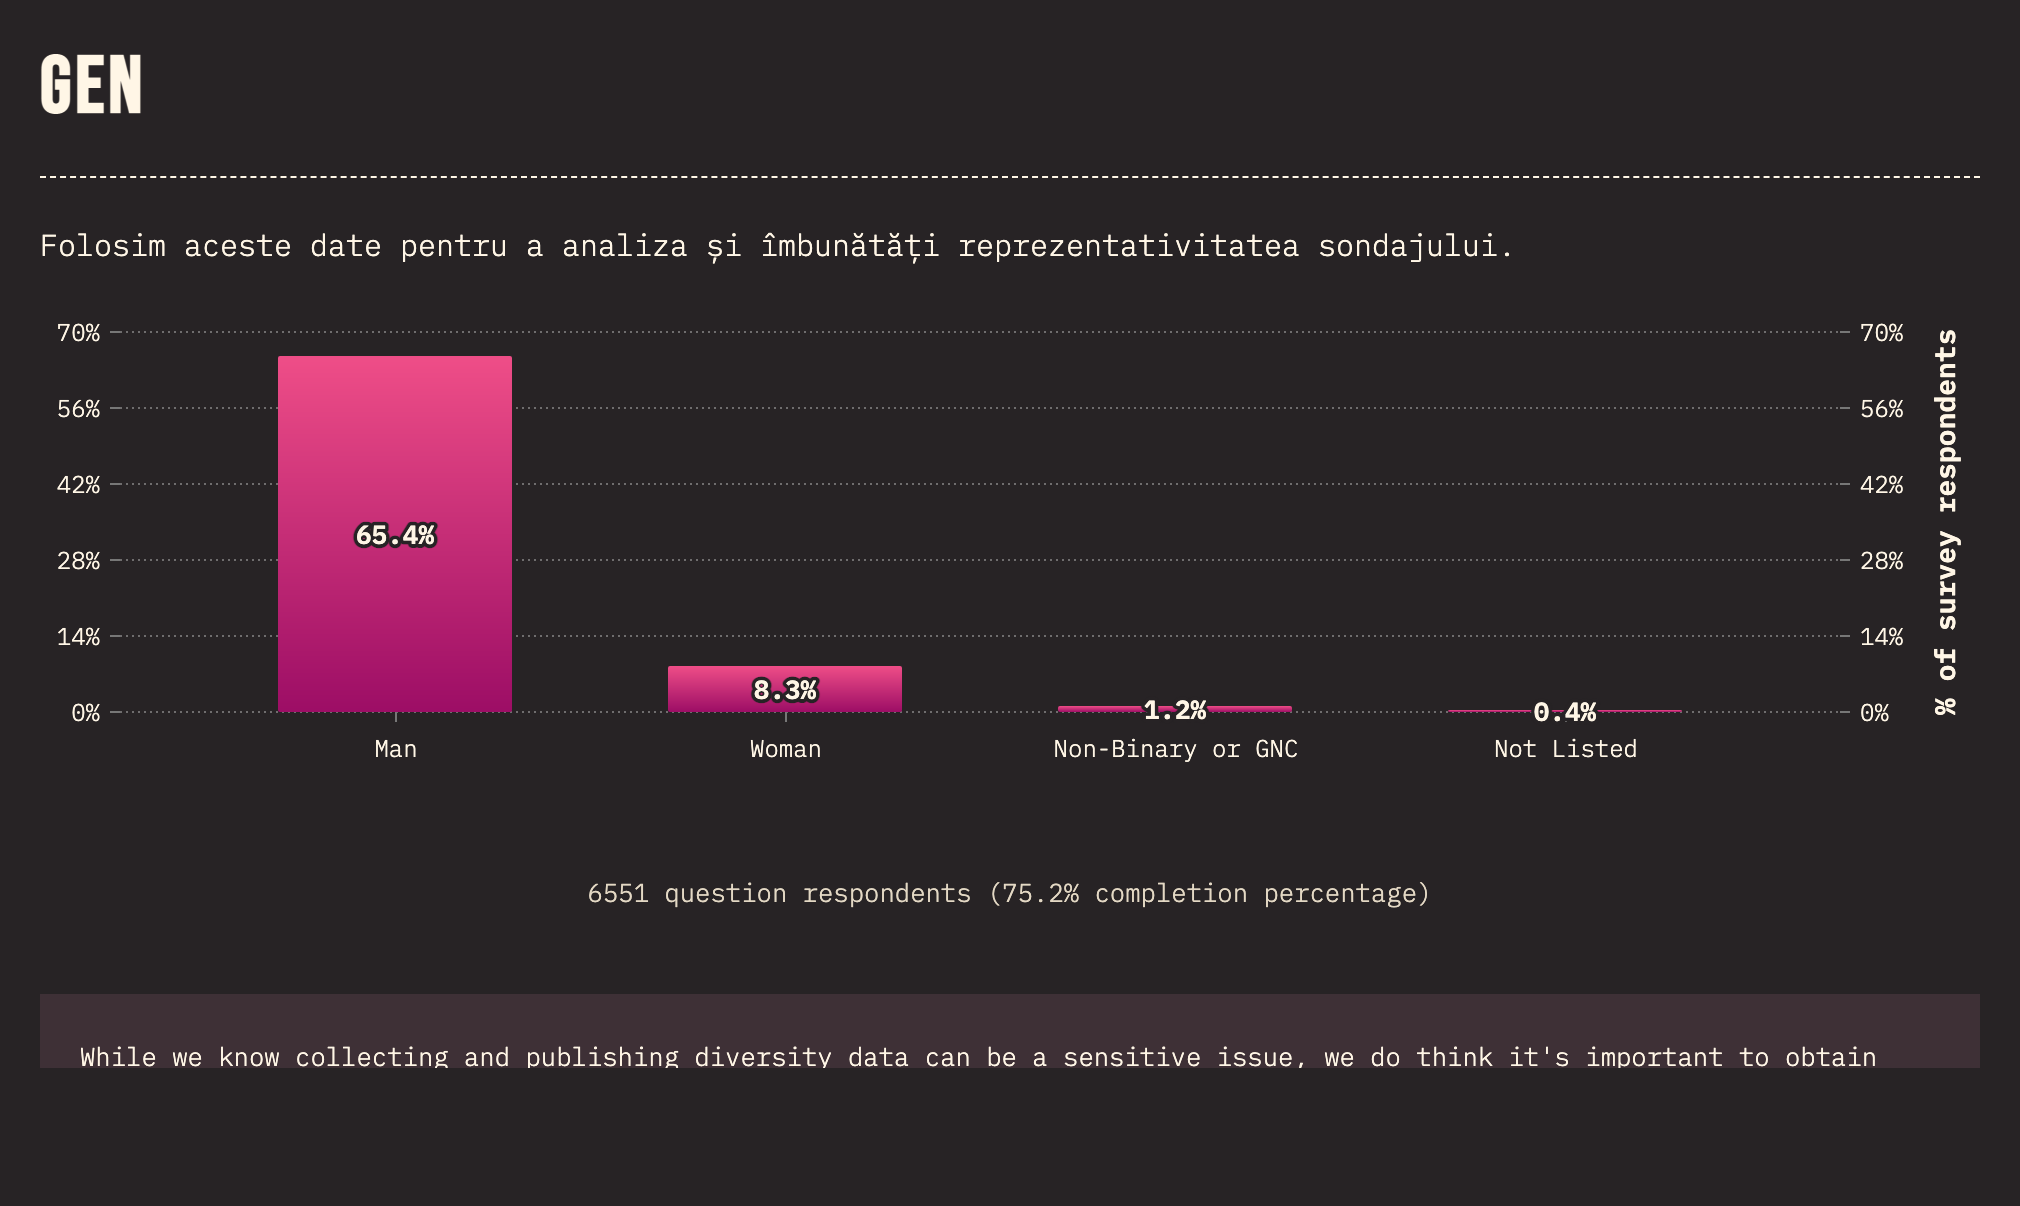 GEN
Folosim aceste date pentru a analiza și îmbunătăți reprezentativitatea sondajului.
70%
56%
42%
28%
14%
0%
65.4%
8.3%
1.2%
0.4%
70%
56%
42%
28%
14%
0%
% of survey respondents
Man
Woman
Non-Binary or GNC
Not Listed
6551 question respondents (75.2% completion percentage)
While we know collecting and publishing diversity data can be a sensitive issue, we do think it's important to obtain